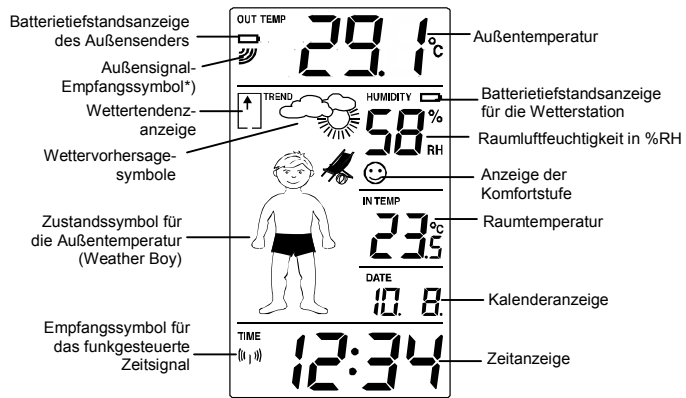 Batterietiefstandsanzeige
des Außensenders
Außensignal-
Empfangssymbol*)
Wettertendenz-
anzeige
Wettervorhersage-
symbole
Zustandssymbol für
die Außentemperatur
(Weather Boy)
Empfangssymbol für
das funkgesteuerte
Zeitsignal
OUT TEMP
29.1°C
TREND
HUMIDITY
58%
RH
IN TEMP
23.5°C
DATE
10. 8.
TIME
12:34
Außentemperatur
Batterietiefstandsanzeige
für die Wetterstation
Raumluftfeuchtigkeit in %RH
Anzeige der
Komfortstufe
Raumtemperatur
Kalenderanzeige
Zeitanzeige